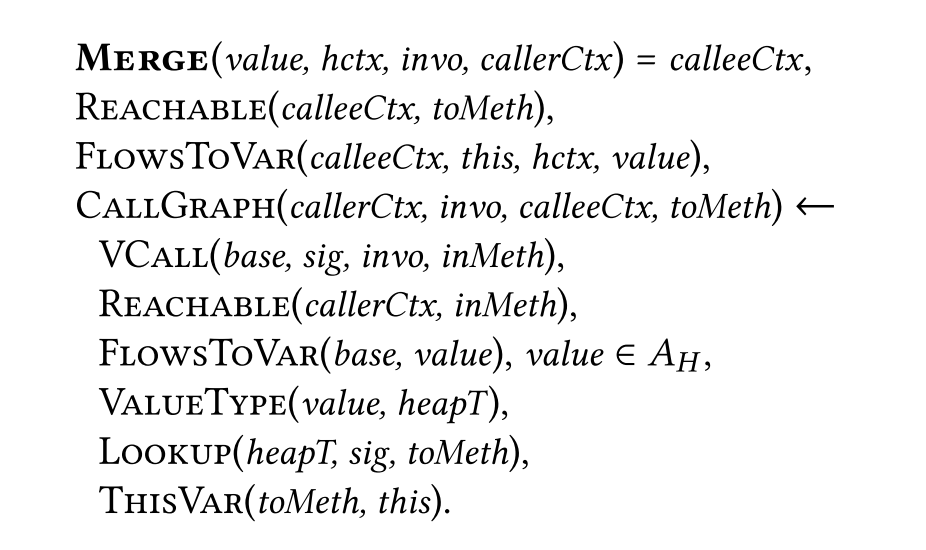 MERGE(value, hctx, invo, callerCtx) = calleeCtx,
REACHABLE(calleeCtx, toMeth),
FLOWSTOVAR(calleeCtx, this, hctx, value),
CALLGRAPH(callerCtx, invo, calleeCtx, toMeth) ⟵
VCALL(base, sig, invo, inMeth),
REACHABLE(callerCtx, inMeth),
FLOWSTOVAR(base, value), value ∈ A_H,
VALUETYPE(value, heapT),
LOOKUP(heapT, sig, toMeth),
THISVAR(toMeth, this).